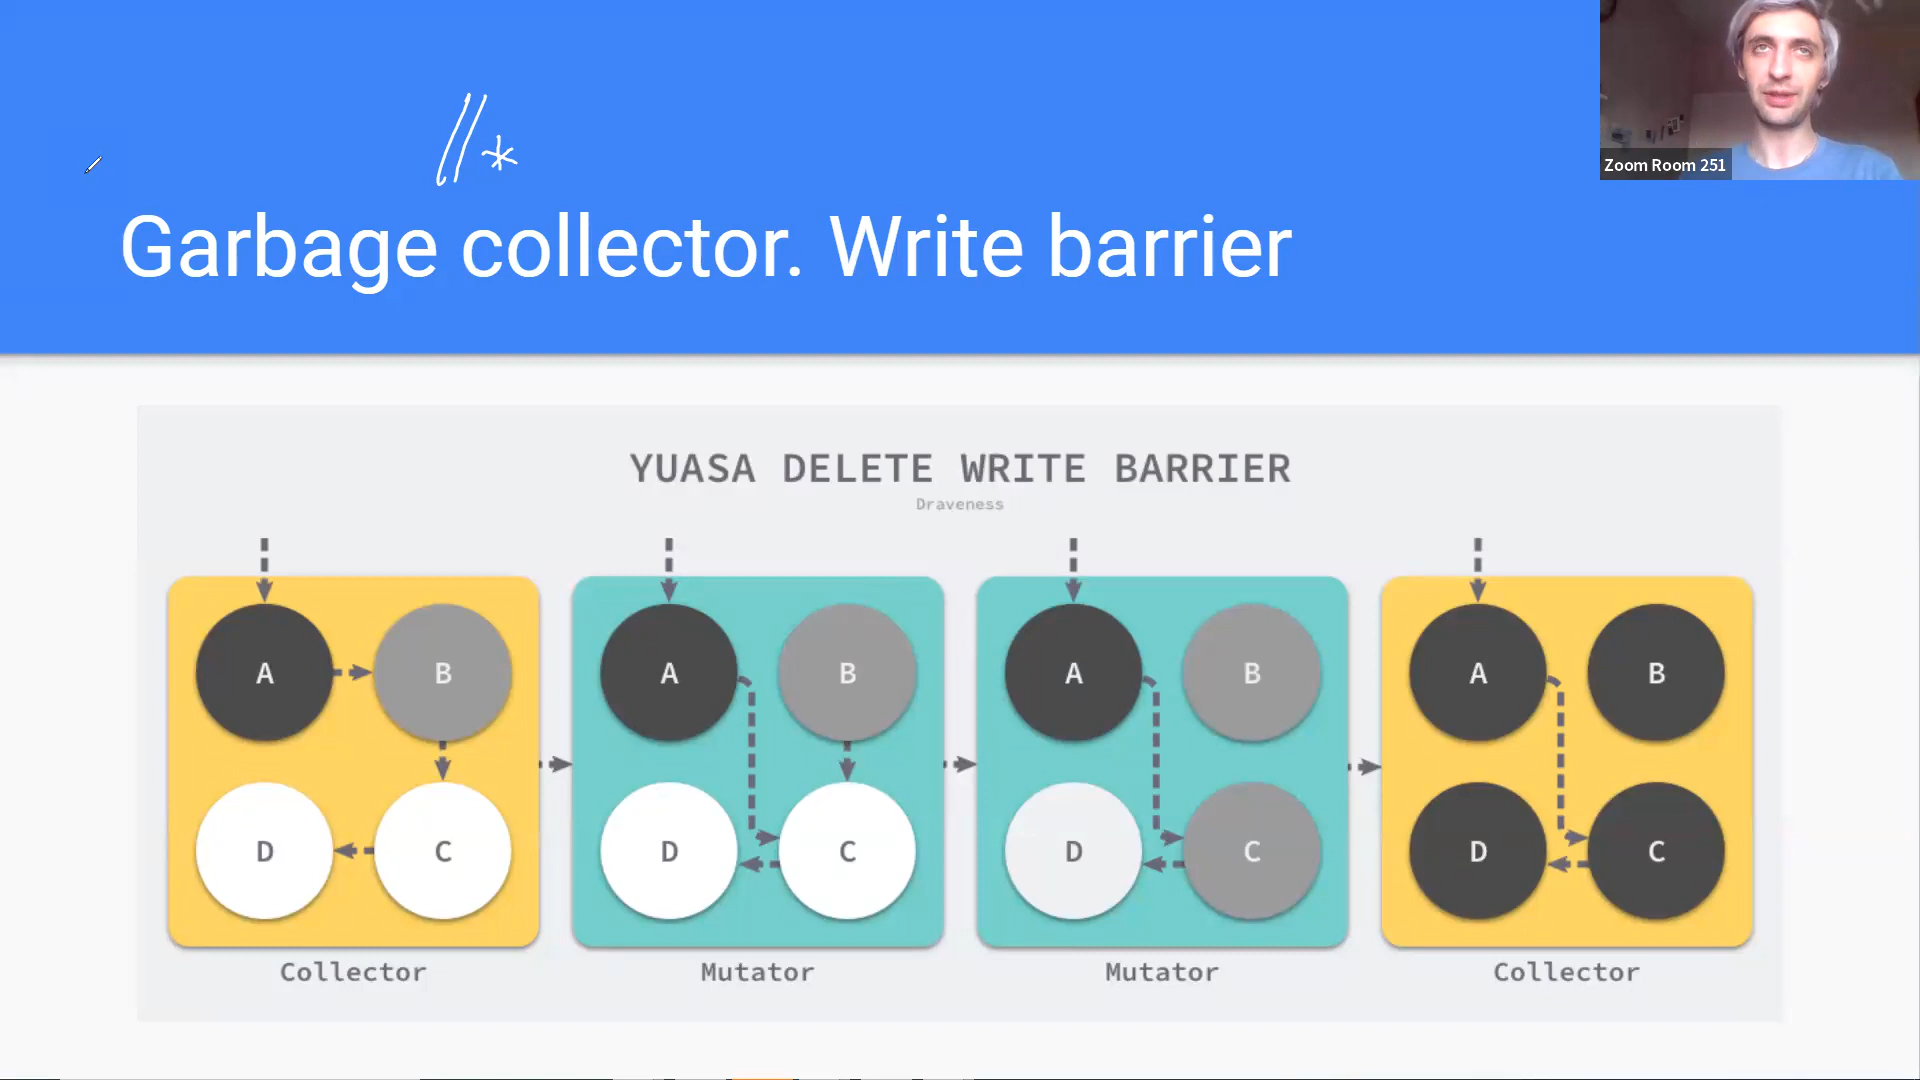 //*
Zoom Room 251
Garbage collector. Write barrier
YUASA DELETE WRITE BARRIER
Draveness
A B A B A B A B
D C D C D C D C
Collector Mutator Mutator Collector